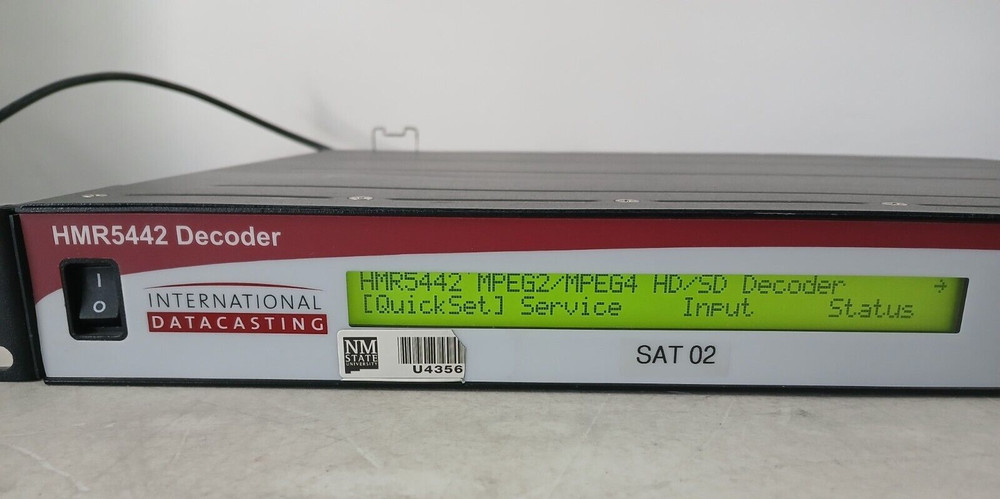 HMR5442 Decoder
I
O
INTERNATIONAL
DATACASTING
HMR5442 MPEG2/MPEG4 HD/SD Decoder →
[QuickSet] Service Input Status
NM
STATE
UNIVERSITY
U4356
SAT 02